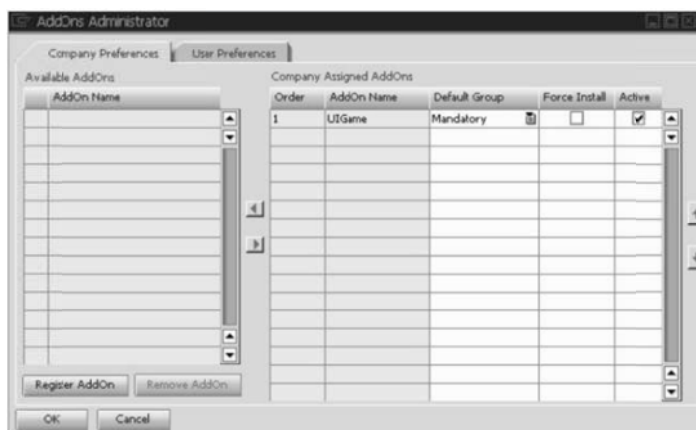 AddOns Administrator
Company Preferences User Preferences
Available AddOns
AddOn Name
Company Assigned AddOns
Order AddOn Name Default Group Force Install Active
1 UIGame Mandatory
Register AddOn Remove AddOn
OK Cancel